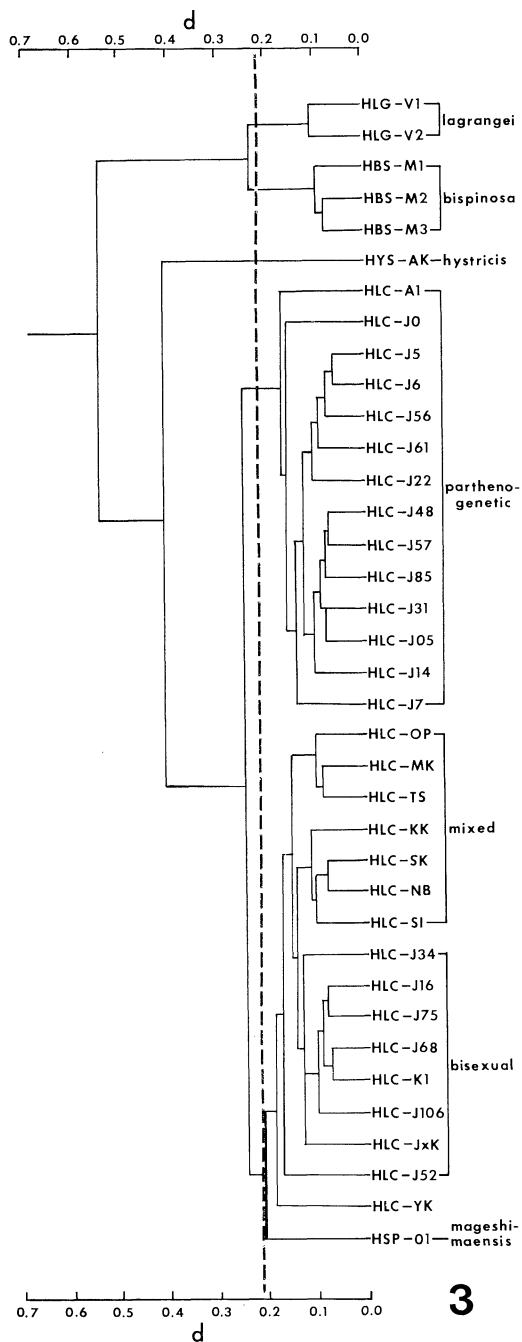 d
0.7 0.6 0.5 0.4 0.3 0.2 0.1 0.0
HLG-V1
lagrangei
HLG-V2
HBS-M1
HBS-M2 bispinosa
HBS-M3
HYS-AK hystricis
HLC-A1
HLC-J0
HLC-J5
HLC-J6
HLC-J56
HLC-J61
HLC-J22
partheno-
genetic
HLC-J48
HLC-J57
HLC-J85
HLC-J31
HLC-J05
HLC-J14
HLC-J7
HLC-OP
HLC-MK
HLC-TS
HLC-KK mixed
HLC-SK
HLC-NB
HLC-SI
HLC-J34
HLC-J16
HLC-J75
HLC-J68
bisexual
HLC-K1
HLC-J106
HLC-JxK
HLC-J52
HLC-YK
mageshi-
HSP-01 maensis
0.7 0.6 0.5 0.4 0.3 0.2 0.1 0.0
d
3